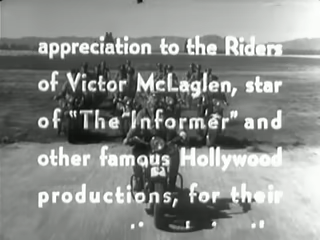 appreciation to the Riders
of Victor McLaglen, star
of "The Informer" and
other famous Hollywood
productions, for their